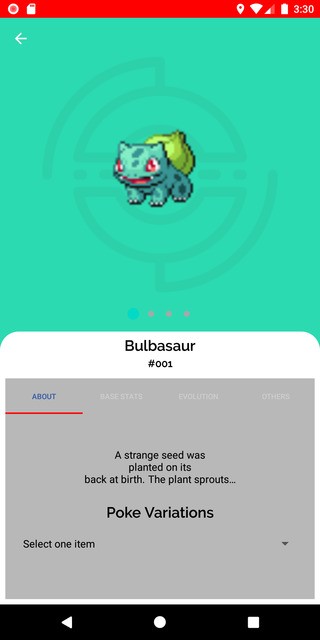 3:30
Bulbasaur
#001
ABOUT BASE STATS EVOLUTION OTHERS
A strange seed was
planted on its
back at birth. The plant sprouts...
Poke Variations
Select one item